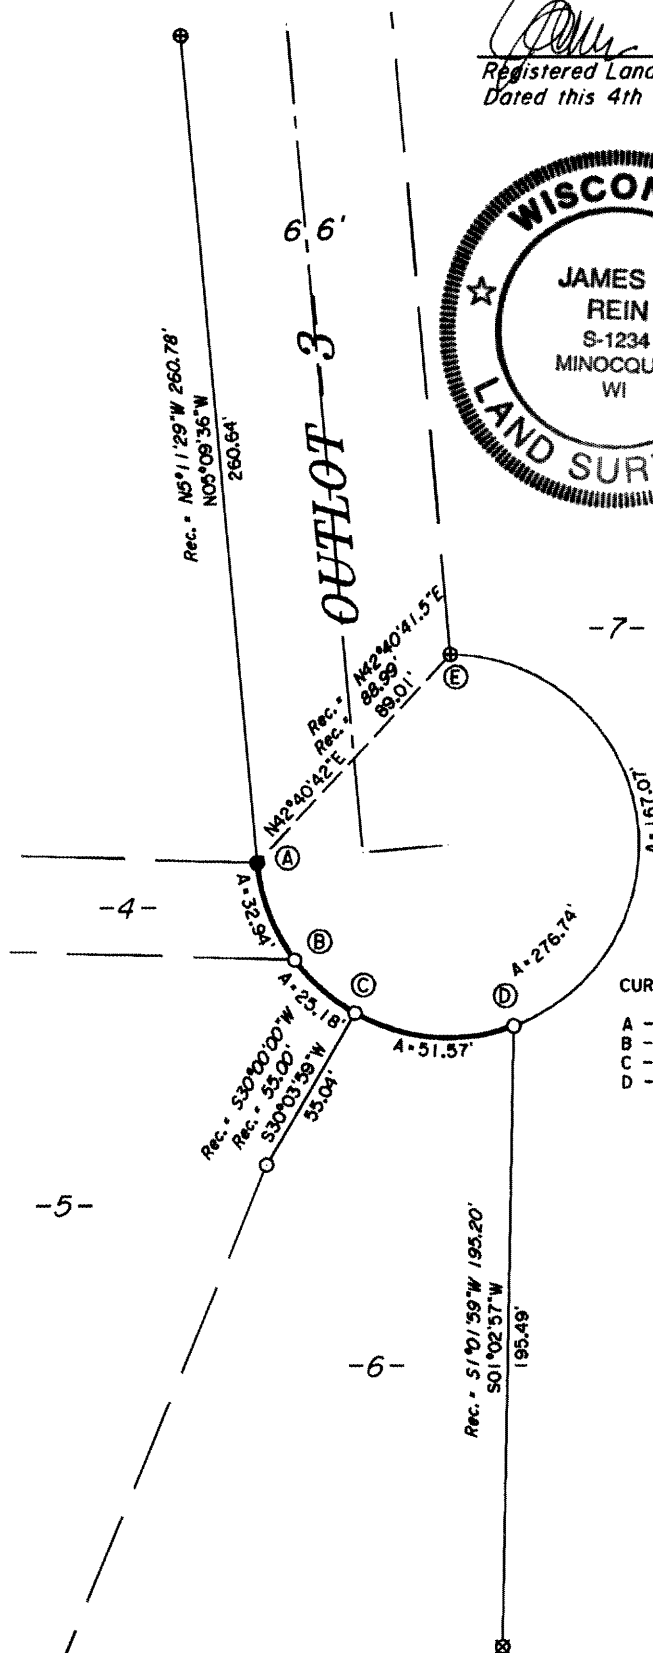 Registered Land
Dated this 4th
WISCON
JAMES
REIN
S-1234
MINOCQU
WI
LAND SUR
66'
OUTLOT -3-
Rec. = N5°11'29"W 260.78'
N05°09'36"W
260.64'
-7-
Rec. = N42°40'41.5"E
Rec. = 88.99'
89.01'
N42°40'42"E
E
A
A=167.07'
-4-
A=32.94'
B
A=276.74'
C
D
A=25.18'
A=51.57'
CUR
A -
B -
C -
D -
Rec. = S30°00'00"W
Rec. = 55.00'
S30°03'59"W
55.04'
-5-
Rec. = S1°01'59"W 195.20'
S01°02'57"W
195.49'
-6-